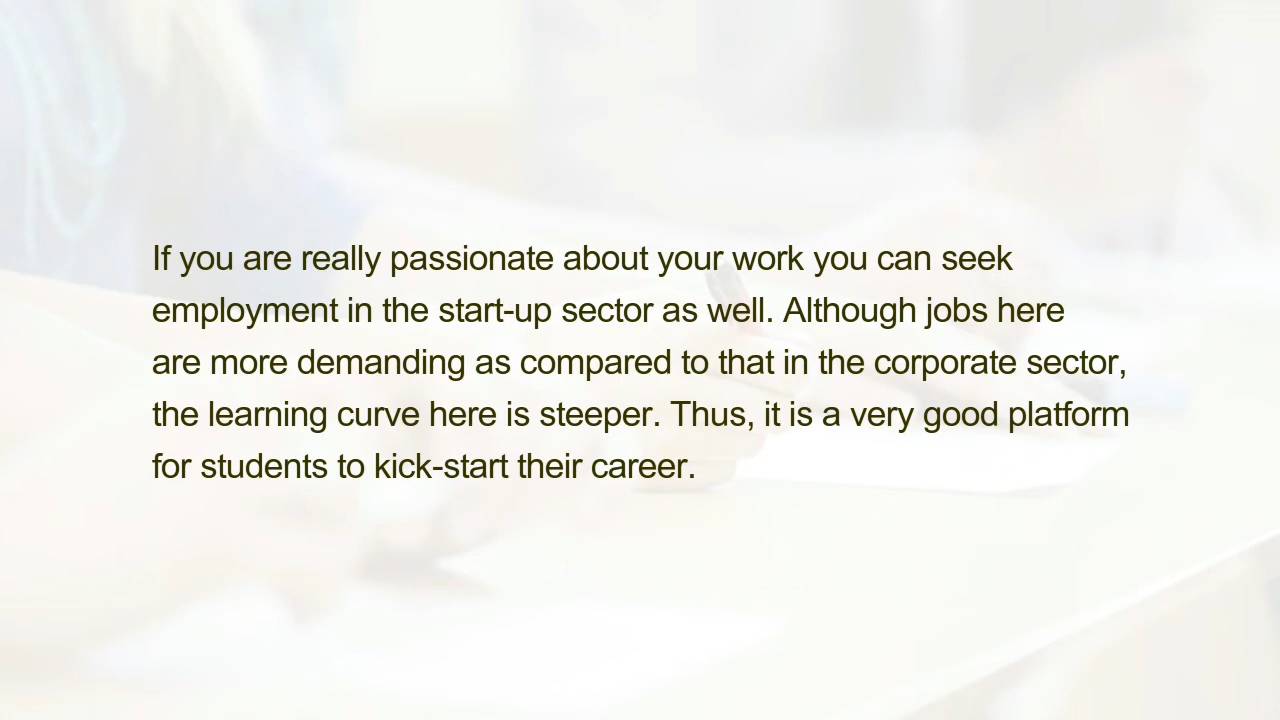 If you are really passionate about your work you can seek
employment in the start-up sector as well. Although jobs here
are more demanding as compared to that in the corporate sector,
the learning curve here is steeper. Thus, it is a very good platform
for students to kick-start their career.